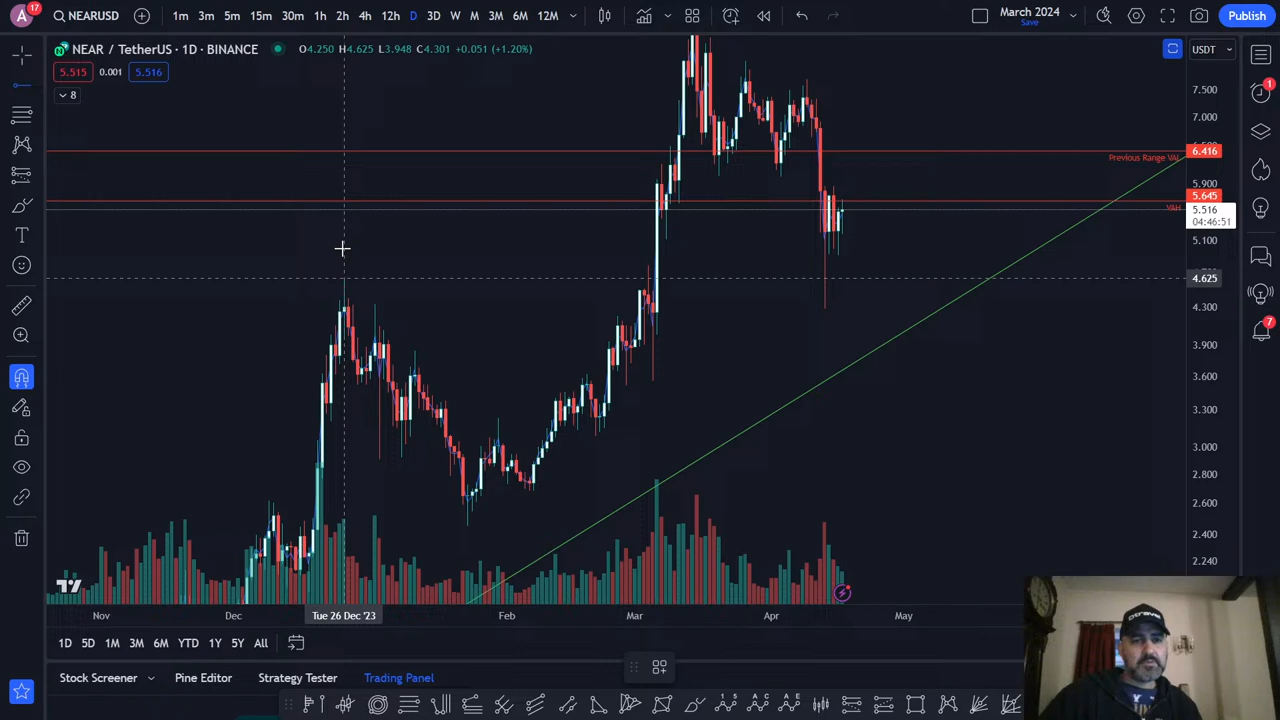 A 17 NEARUSD 1m 3m 5m 15m 30m 1h 2h 4h 12h D 3D W M 3M 6M 12M March 2024 Save Publish
NEAR / TetherUS · 1D · BINANCE O4.250 H4.625 L3.948 C4.301 +0.051 (+1.20%) USDT
5.515 0.001 5.516
8
7.500
7.000
6.416
Previous Range VAL
5.900
5.645
VAH
5.516
04:46:51
5.100
4.625
4.300
3.900
3.600
3.300
3.000
2.800
2.600
2.400
2.240
Nov Dec Tue 26 Dec '23 Feb Mar Apr May
1D 5D 1M 3M 6M YTD 1Y 5Y All
Stock Screener Pine Editor Strategy Tester Trading Panel
1
7